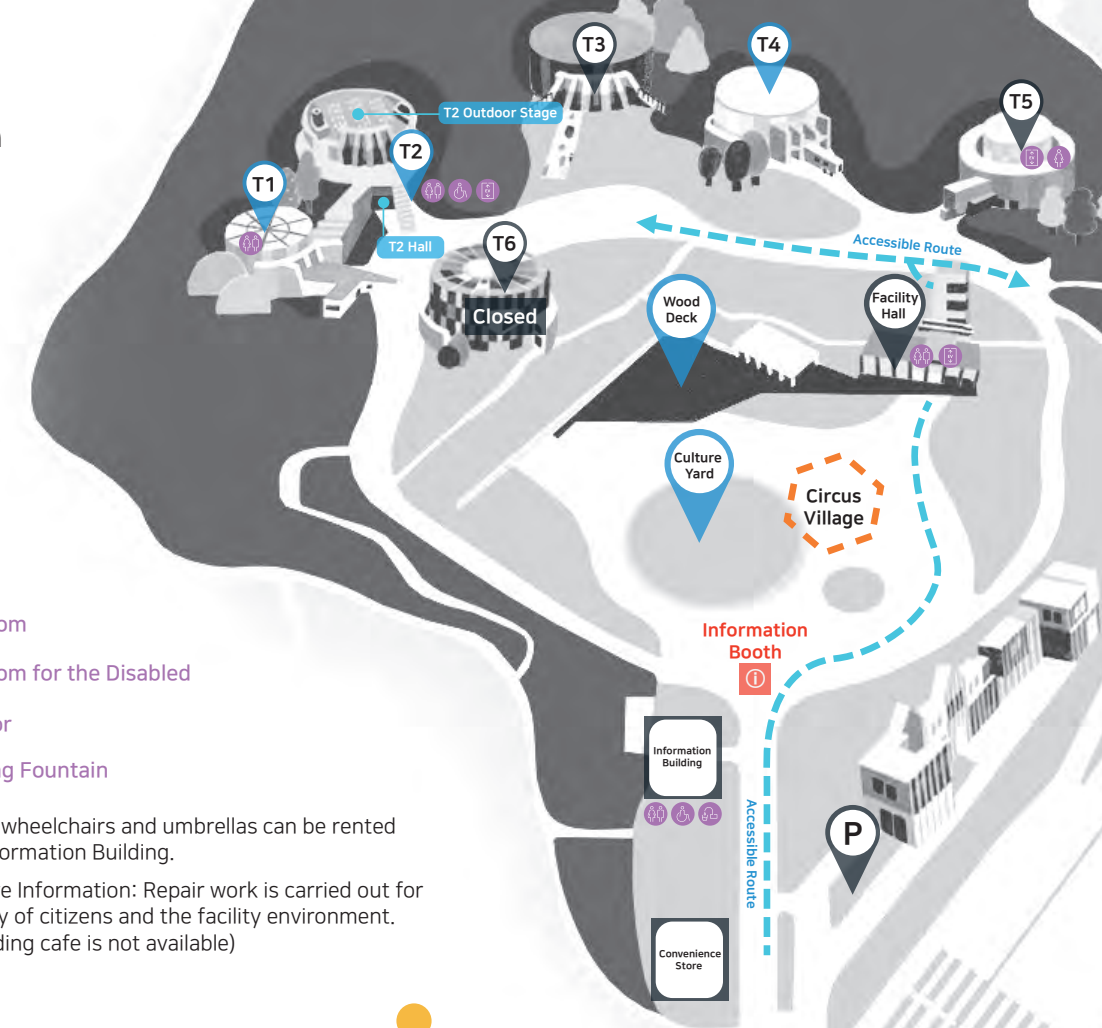 T3
T4
T5
T2 Outdoor Stage
T2
T1
T6
T2 Hall
Closed
Accessible Route
Wood
Deck
Facility
Hall
Culture
Yard
Circus
Village
Information
Booth
om
om for the Disabled
or
g Fountain
wheelchairs and umbrellas can be rented
formation Building.
e Information: Repair work is carried out for
y of citizens and the facility environment.
ding cafe is not available)
Information
Building
Accessible Route
P
Convenience
Store